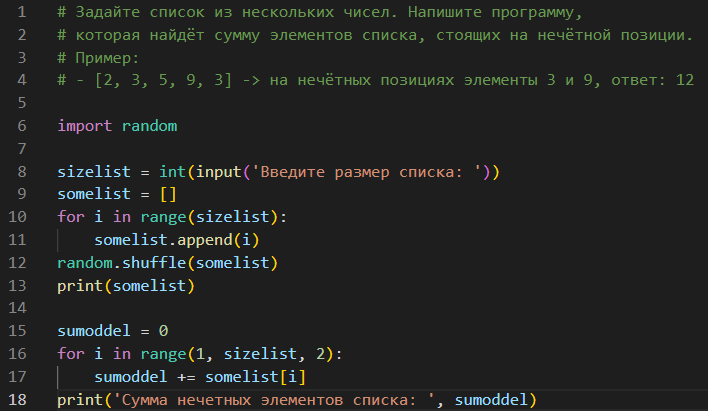 1 # Задайте список из нескольких чисел. Напишите программу,
2 # которая найдёт сумму элементов списка, стоящих на нечётной позиции.
3 # Пример:
4 # - [2, 3, 5, 9, 3] -> на нечётных позициях элементы 3 и 9, ответ: 12
5
6 import random
7
8 sizelist = int(input('Введите размер списка: '))
9 somelist = []
10 for i in range(sizelist):
11     somelist.append(i)
12 random.shuffle(somelist)
13 print(somelist)
14
15 sumoddel = 0
16 for i in range(1, sizelist, 2):
17     sumoddel += somelist[i]
18 print('Сумма нечетных элементов списка: ', sumoddel)